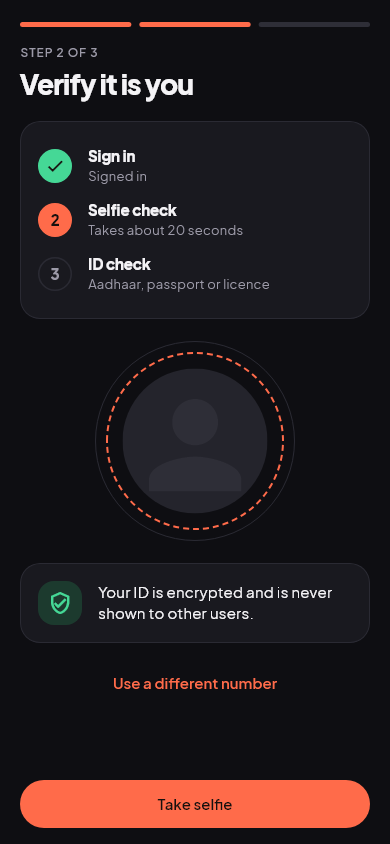 STEP 2 OF 3
Verify it is you
Sign in
Signed in
2
Selfie check
Takes about 20 seconds
3
ID check
Aadhaar, passport or licence
Your ID is encrypted and is never
shown to other users.
Use a different number
Take selfie